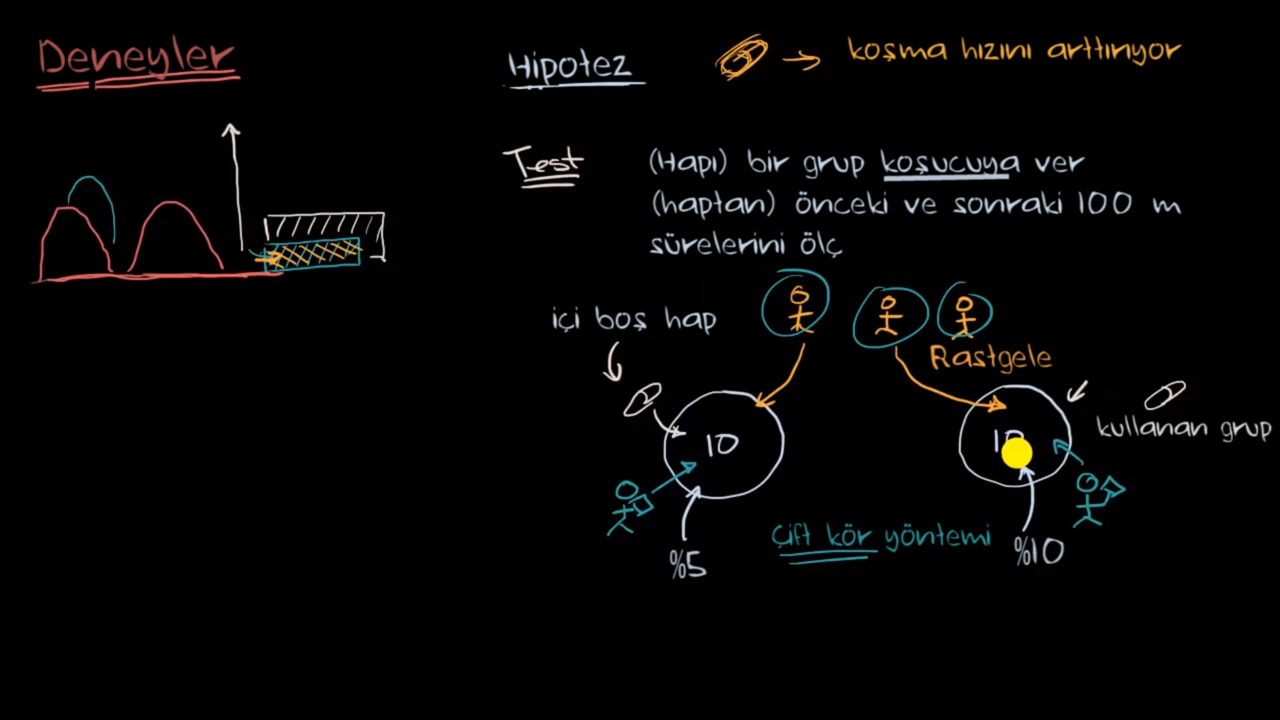 Deneyler
Hipotez
koşma hızını arttırıyor
Test
(Hapı) bir grup koşucuya ver
(haptan) önceki ve sonraki 100 m
sürelerini ölç
içi boş hap
Rastgele
10
10
kullanan grup
Çift kör yöntemi
%5
%10